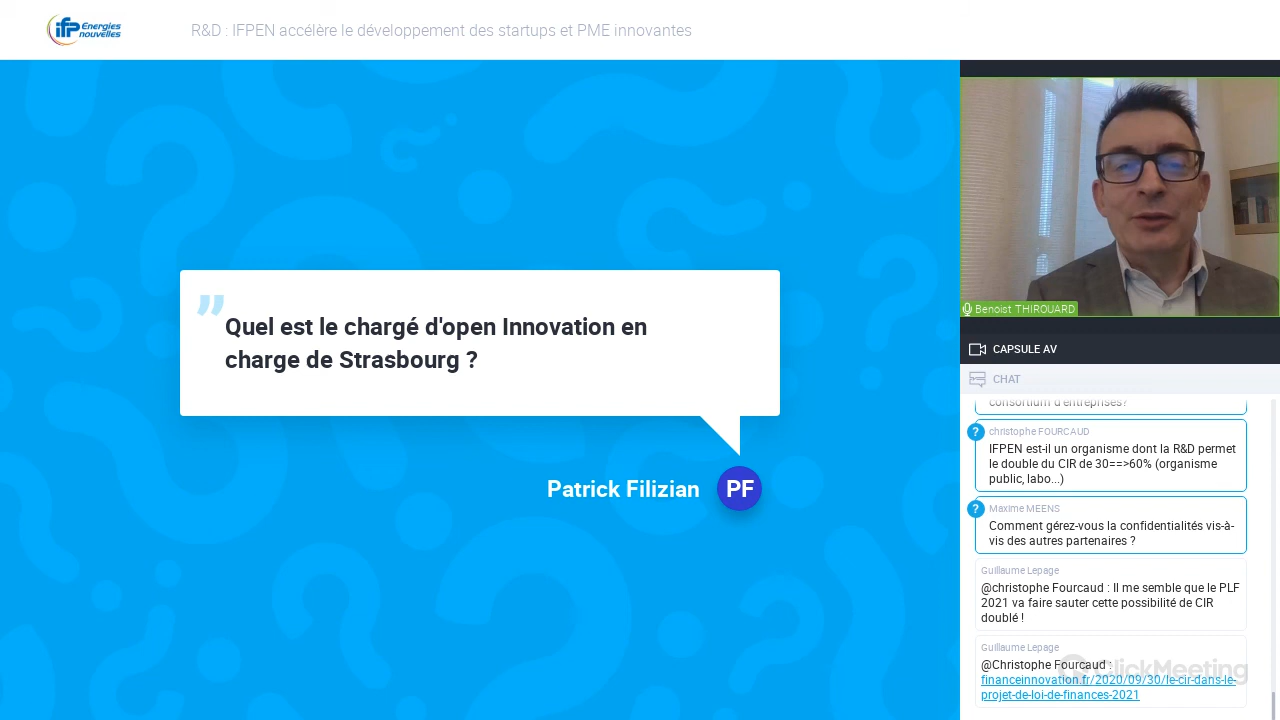 ifp Energies
nouvelles
R&D : IFPEN accélère le développement des startups et PME innovantes
Quel est le chargé d'open Innovation en
charge de Strasbourg ?
Patrick Filizian PF
Benoist THIROUARD
CAPSULE AV
CHAT
consortium d'entreprises?
?
christophe FOURCAUD
IFPEN est-il un organisme dont la R&D permet
le double du CIR de 30==>60% (organisme
public, labo...)
?
Maxime MEENS
Comment gérez-vous la confidentialités vis-à-
vis des autres partenaires ?
Guillaume Lepage
@christophe Fourcaud : Il me semble que le PLF
2021 va faire sauter cette possibilité de CIR
doublé !
Guillaume Lepage
@Christophe Fourcaud :
financeinnovation.fr/2020/09/30/le-cir-dans-le-
projet-de-loi-de-finances-2021
ClickMeeting